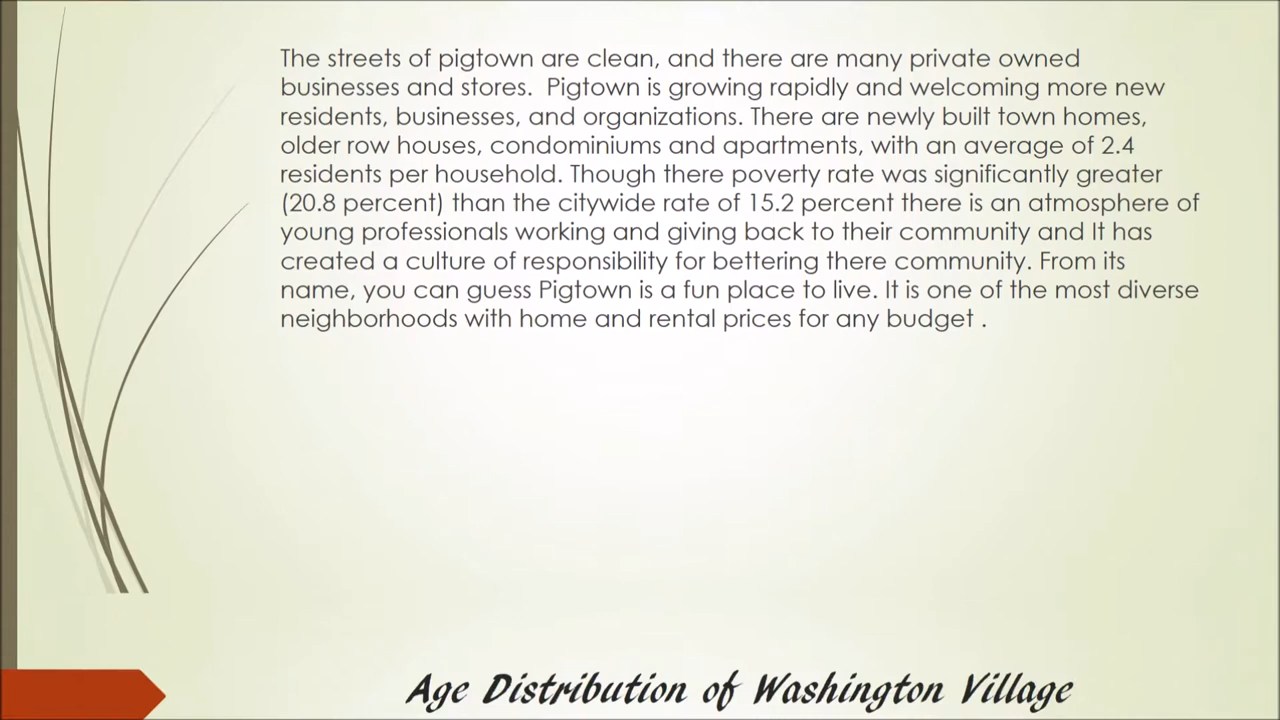 The streets of pigtown are clean, and there are many private owned
businesses and stores.  Pigtown is growing rapidly and welcoming more new
residents, businesses, and organizations. There are newly built town homes,
older row houses, condominiums and apartments, with an average of 2.4
residents per household. Though there poverty rate was significantly greater
(20.8 percent) than the citywide rate of 15.2 percent there is an atmosphere of
young professionals working and giving back to their community and It has
created a culture of responsibility for bettering there community. From its
name, you can guess Pigtown is a fun place to live. It is one of the most diverse
neighborhoods with home and rental prices for any budget .
Age Distribution of Washington Village